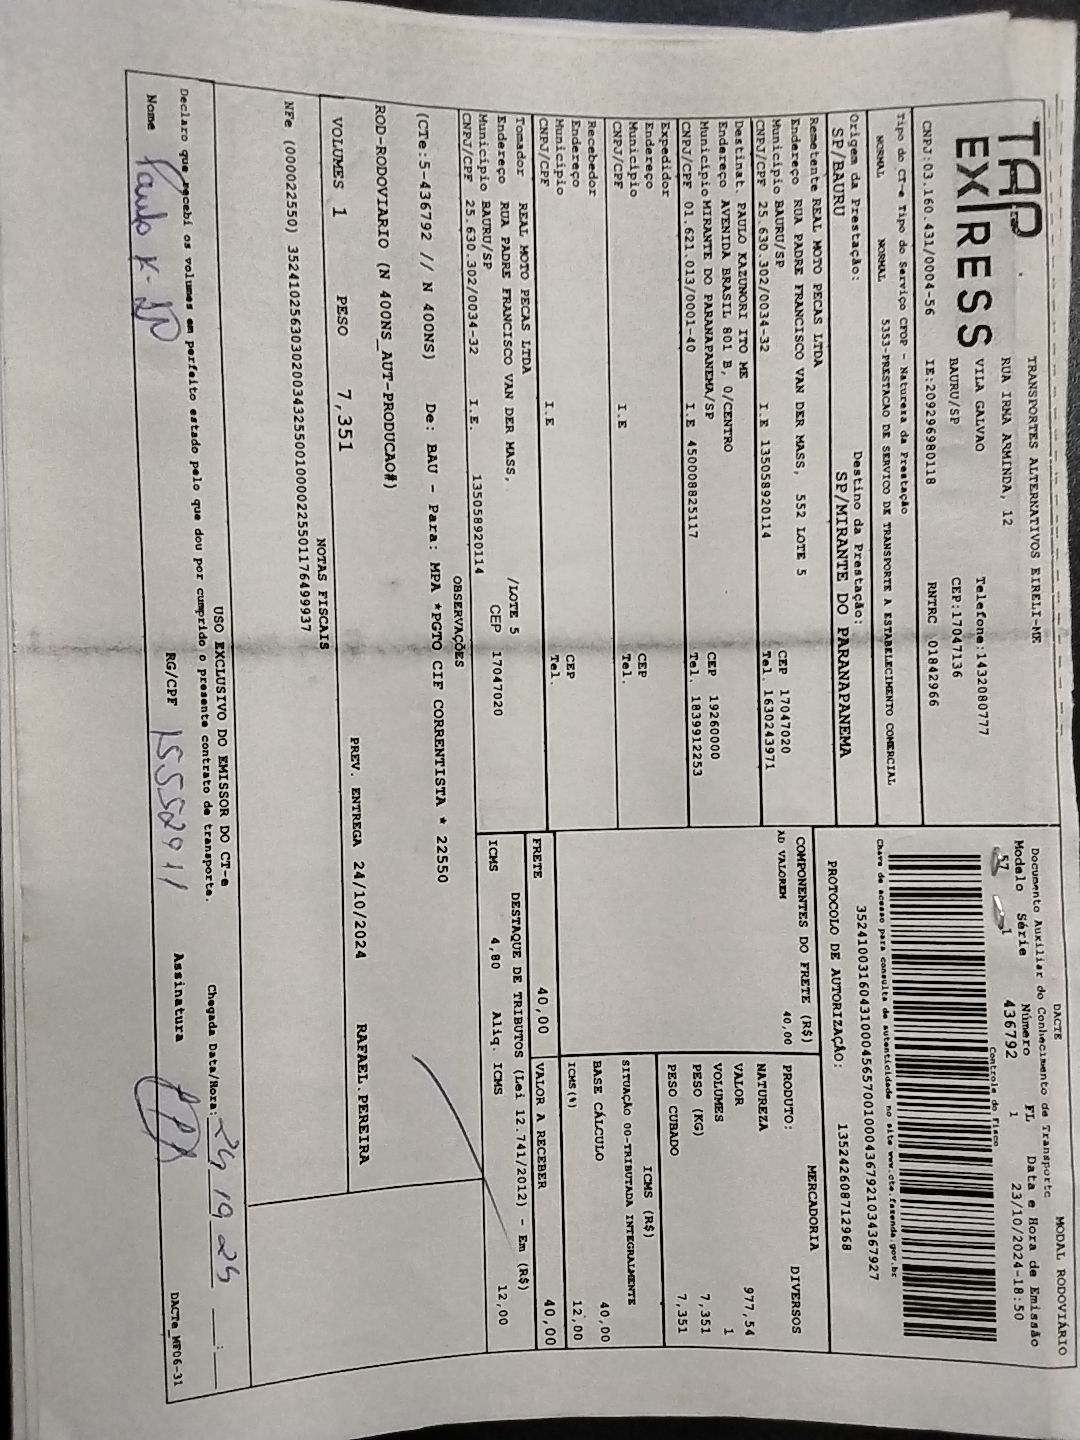 TAP
EXPRESS
TRANSPORTES ALTERNATIVOS EIRELI-ME
RUA IRMA ARMINDA, 12
VILA GALVAO Telefone:1432080777
BAURU/SP CEP:17047136
CNPJ:03.160.431/0004-56 IE:209296980118 RNTRC 01842966
DACTE MODAL RODOVIÁRIO
Documento Auxiliar do Conhecimento de Transporte
Modelo Série Número FL Data e Hora de Emissão
57 1 436792 1 23/10/2024-18:50
Controle do Fisco
Chave de acesso para consulta de autenticidade no site www.cte.fazenda.gov.br
PROTOCOLO DE AUTORIZAÇÃO: 135242608712968
Tipo do CT-e Tipo do Serviço CFOP - Natureza da Prestação
NORMAL NORMAL 5353-PRESTACAO DE SERVICO DE TRANSPORTE A ESTABELECIMENTO COMERCIAL
Origem da Prestação: Destino da Prestação:
SP/BAURU SP/MIRANTE DO PARANAPANEMA
Remetente REAL MOTO PECAS LTDA
Endereço RUA PADRE FRANCISCO VAN DER MASS, 552 LOTE 5
Município BAURU/SP CEP 17047020
CNPJ/CPF 25.630.302/0034-32 I.E 135058920114 Tel. 1630243971
Destinat. PAULO KAZUNORI ITO ME
Endereço AVENIDA BRASIL 801 B, 0/CENTRO
Município MIRANTE DO PARANAPANEMA/SP CEP 19260000
CNPJ/CPF 01.621.013/0001-40 I.E 450008825117 Tel. 1839912253
Expedidor
Endereço
Município CEP
CNPJ/CPF I.E Tel.
Recebedor
Endereço
Município CEP
CNPJ/CPF I.E Tel.
Tomador REAL MOTO PECAS LTDA
Endereço RUA PADRE FRANCISCO VAN DER MASS, /LOTE 5
Município BAURU/SP CEP 17047020
CNPJ/CPF 25.630.302/0034-32 I.E. 135058920114
COMPONENTES DO FRETE (R$)
AD VALOREM 40,00
MERCADORIA
PRODUTO: DIVERSOS
NATUREZA
VALOR 977,54
VOLUMES 1
PESO (KG) 7,351
PESO CUBADO 7,351
ICMS (R$)
SITUAÇÃO 00-TRIBUTADA INTEGRALMENTE
BASE CÁLCULO 40,00
ICMS(%) 12,00
FRETE 40,00 VALOR A RECEBER 40,00
DESTAQUE DE TRIBUTOS (Lei 12.741/2012) - Em (R$)
ICMS 4,80 Aliq. ICMS 12,00
OBSERVAÇÕES
(CTe:5-436792 // N 400NS) De: BAU - Para: MPA *PGTO CIF CORRENTISTA * 22550
ROD-RODOVIARIO (N 400NS_AUT-PRODUCAO#)
VOLUMES 1 PESO 7,351 PREV. ENTREGA 24/10/2024 RAFAEL.PEREIRA
NOTAS FISCAIS
NFe (000022550)
USO EXCLUSIVO DO EMISSOR DO CT-e
Declaro que recebi os volumes em perfeito estado pelo que dou por cumprido o presente contrato de transporte. Chegada Data/Hora:
Nome Paulo K. RG/CPF 15552911 Assinatura
DACTe_MF06-31